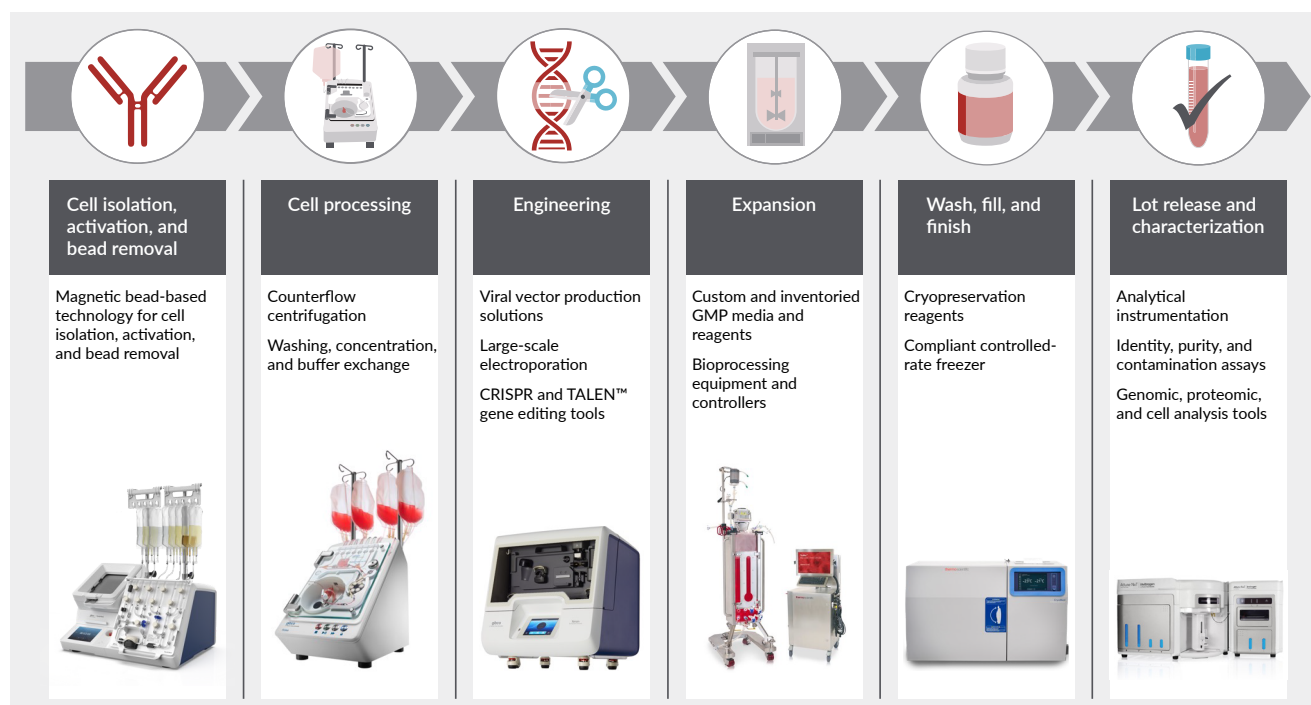 Cell isolation,
activation, and
bead removal
Cell processing
Engineering
Expansion
Wash, fill, and
finish
Lot release and
characterization
Magnetic bead-based
technology for cell
isolation, activation,
and bead removal
Counterflow
centrifugation
Washing, concentration,
and buffer exchange
Viral vector production
solutions
Large-scale
electroporation
CRISPR and TALEN™
gene editing tools
Custom and inventoried
GMP media and
reagents
Bioprocessing
equipment and
controllers
Cryopreservation
reagents
Compliant controlled-
rate freezer
Analytical
instrumentation
Identity, purity, and
contamination assays
Genomic, proteomic,
and cell analysis tools